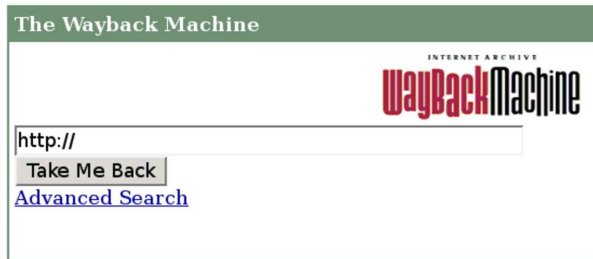 The Wayback Machine
INTERNET ARCHIVE
WayBackMachine
http://
Take Me Back
Advanced Search